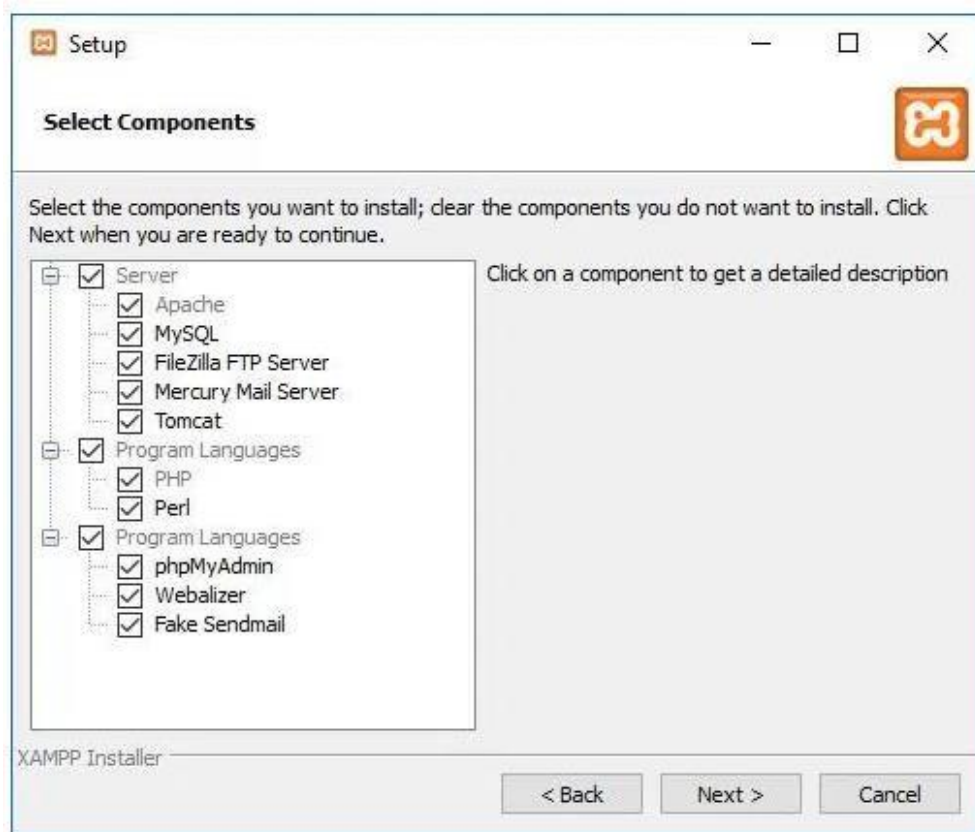 Setup
Select Components
Select the components you want to install; clear the components you do not want to install. Click
Next when you are ready to continue.
Server
Apache
MySQL
FileZilla FTP Server
Mercury Mail Server
Tomcat
Program Languages
PHP
Perl
Program Languages
phpMyAdmin
Webalizer
Fake Sendmail
Click on a component to get a detailed description
XAMPP Installer
< Back
Next >
Cancel